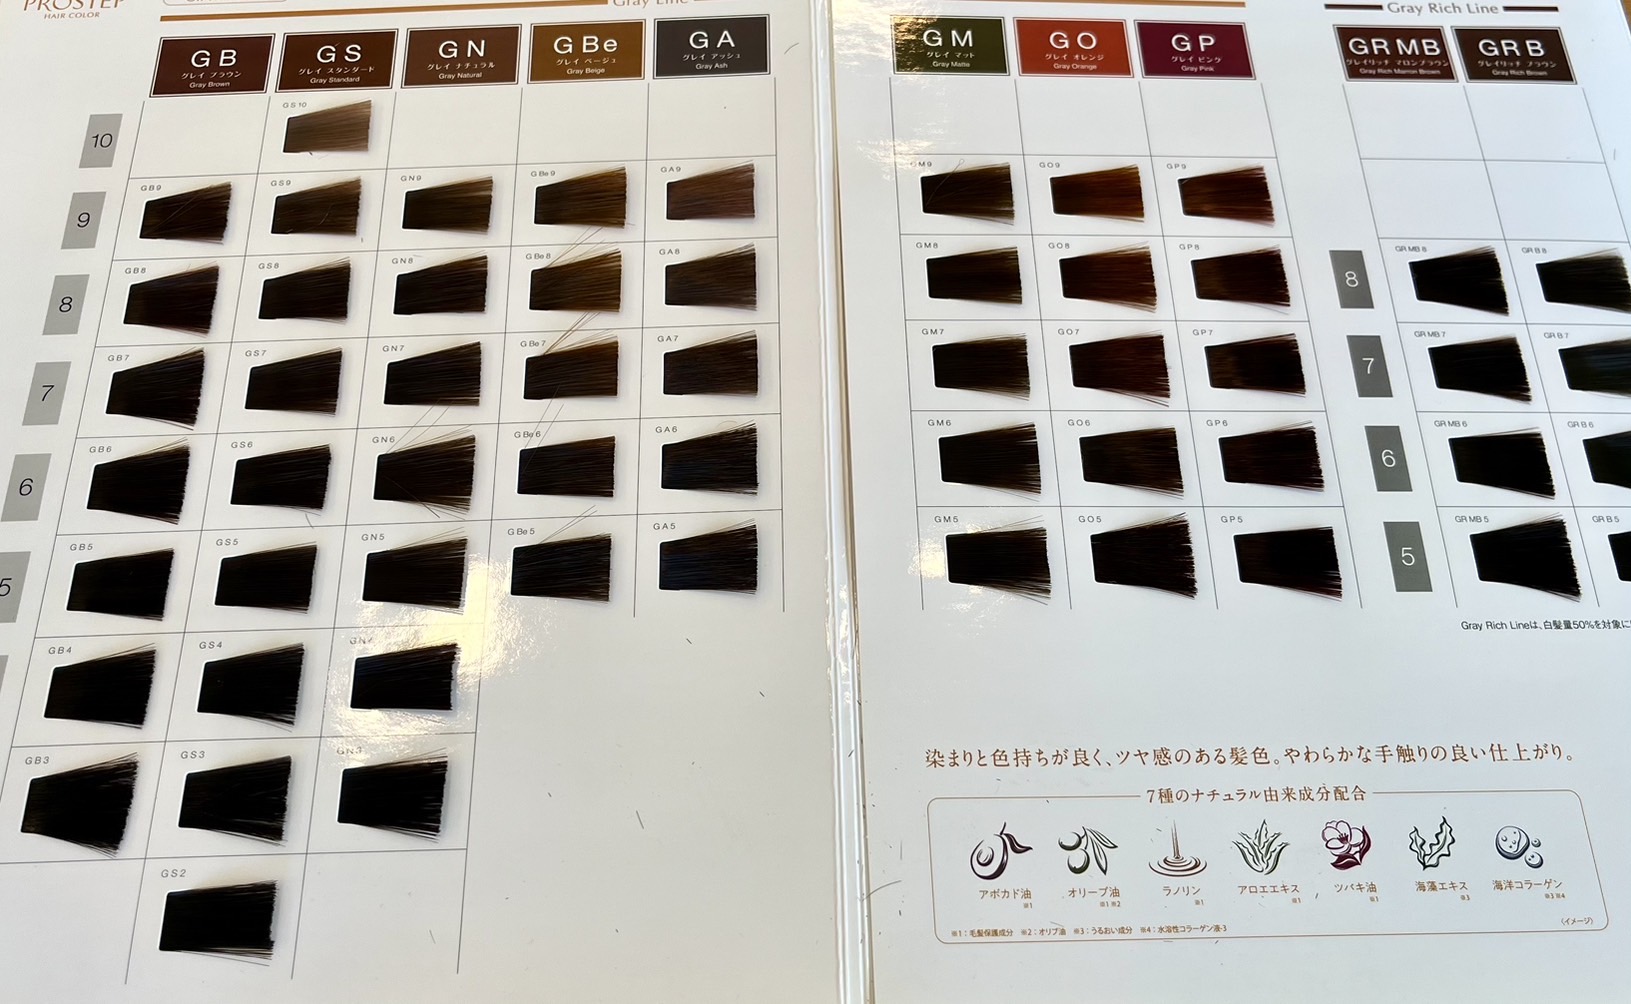 PROSTEP
HAIR COLOR
Gray Line
Gray Rich Line
GB
グレイ ブラウン
Gray Brown
GS
グレイ スタンダード
Gray Standard
GN
グレイ ナチュラル
Gray Natural
GBe
グレイ ベージュ
Gray Beige
GA
グレイ アッシュ
Gray Ash
GM
グレイ マット
Gray Matte
GO
グレイ オレンジ
Gray Orange
GP
グレイ ピンク
Gray Pink
GRMB
グレイリッチ マロンブラウン
Gray Rich Marron Brown
GRB
グレイリッチ ブラウン
Gray Rich Brown
10
GS10
9
GB9
GS9
GN9
GBe9
GA9
GM9
GO9
GP9
8
GB8
GS8
GN8
GBe8
GA8
GM8
GO8
GP8
8
GRMB8
GRB8
7
GB7
GS7
GN7
GBe7
GA7
GM7
GO7
GP7
7
GRMB7
GRB7
6
GB6
GS6
GN6
GBe6
GA6
GM6
GO6
GP6
6
GRMB6
GRB6
5
GB5
GS5
GN5
GBe5
GA5
GM5
GO5
GP5
5
GRMB5
GRB5
GB4
GS4
GN4
GB3
GS3
GN3
GS2
Gray Rich Lineは、白髪量50%を対象に
染まりと色持ちが良く、ツヤ感のある髪色。やわらかな手触りの良い仕上がり。
7種のナチュラル由来成分配合
アボカド油
※1
オリーブ油
※1 ※2
ラノリン
※1
アロエエキス
※1
ツバキ油
※1
海藻エキス
※3
海洋コラーゲン
※3 ※4
(イメージ)
※1：毛髪保護成分 ※2：オリブ油 ※3：うるおい成分 ※4：水溶性コラーゲン液-3